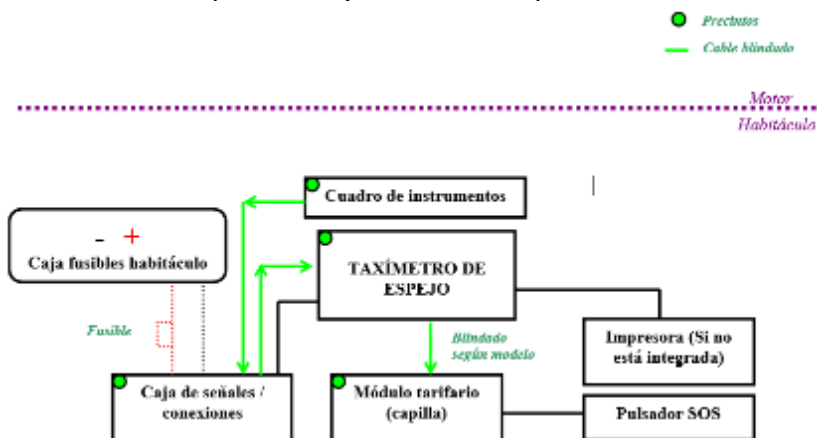 Precintos
Cable blindado
Motor
Habitáculo
Cuadro de instrumentos
- +
Caja fusibles habitáculo
TAXÍMETRO DE
ESPEJO
Fusible
Blindado
según modelo
Impresora (Si no
está integrada)
Caja de señales /
conexiones
Módulo tarifario
(capilla)
Pulsador SOS